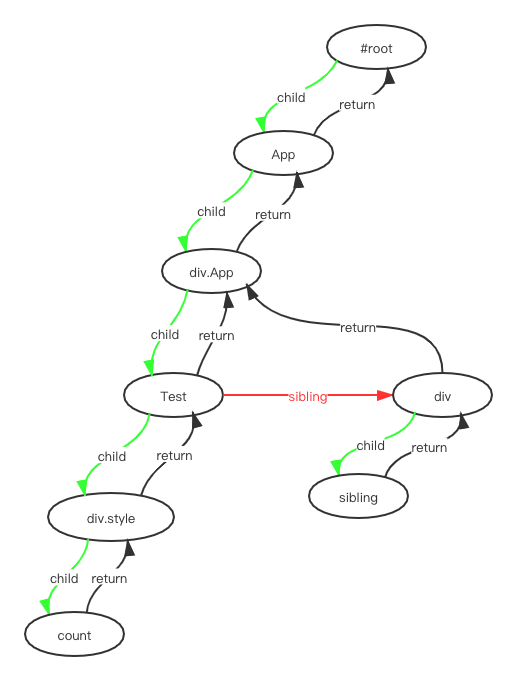 #root
child
return
App
child
return
div.App
child
return
return
Test
sibling
div
child
return
child
return
sibling
div.style
child
return
count